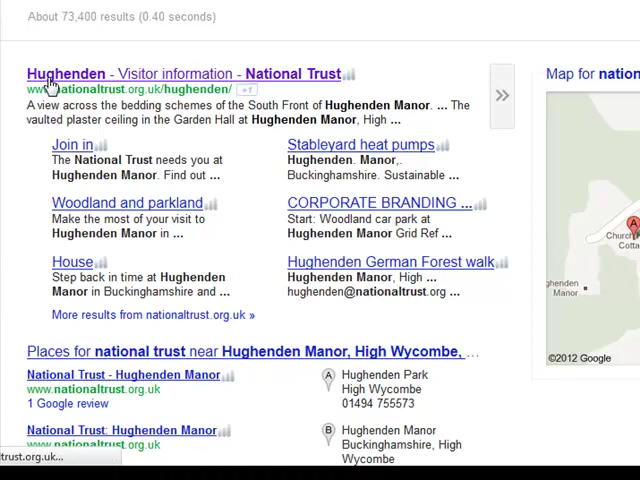 About 73,400 results (0.40 seconds)
Hughenden - Visitor information - National Trust
www.nationaltrust.org.uk/hughenden/ +1
A view across the bedding schemes of the South Front of Hughenden Manor. ... The
vaulted plaster ceiling in the Garden Hall at Hughenden Manor, High ...
Join in
The National Trust needs you at
Hughenden Manor. Find out ...
Stableyard heat pumps
Hughenden. Manor,.
Buckinghamshire. Sustainable ...
Woodland and parkland
Make the most of your visit to
Hughenden Manor in ...
CORPORATE BRANDING ...
Start: Woodland car park at
Hughenden Manor Grid Ref ...
House
Step back in time at Hughenden
Manor in Buckinghamshire and ...
Hughenden German Forest walk
Hughenden Manor, High ...
hughenden@nationaltrust.org ...
More results from nationaltrust.org.uk »
Places for national trust near Hughenden Manor, High Wycombe, ...
National Trust - Hughenden Manor
www.nationaltrust.org.uk
1 Google review
A
Hughenden Park
High Wycombe
01494 755573
National Trust: Hughenden Manor
www.nationaltrust.org.uk
B
Hughenden Manor
Buckinghamshire, High
Wycombe
trust.org.uk...
»
Map for nation
A
Church
Cotta
ghenden
Manor
©2012 Google